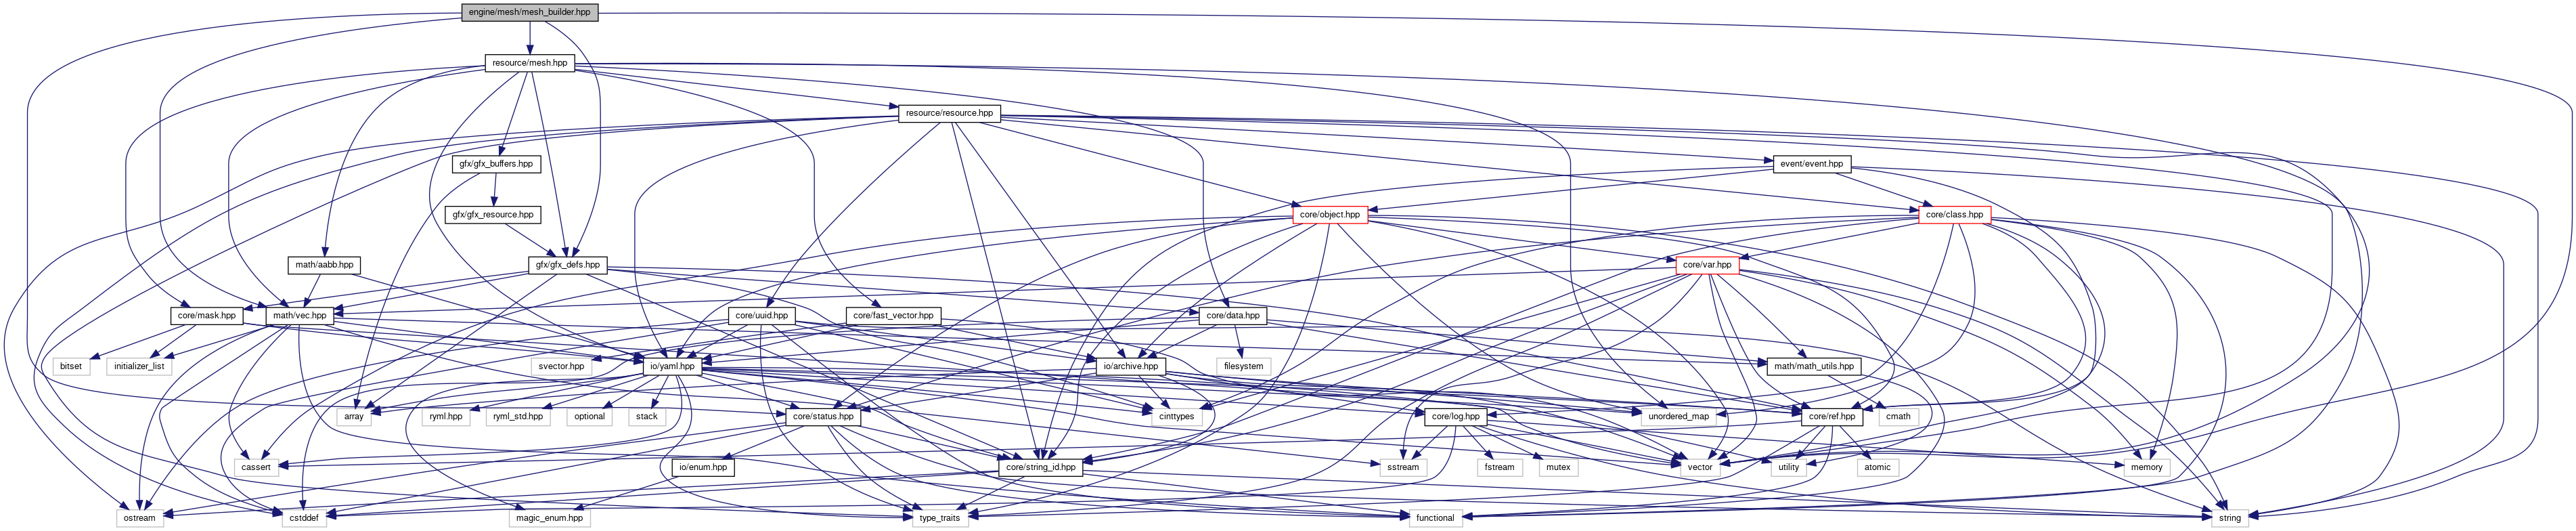 engine/mesh/mesh_builder.hpp
resource/mesh.hpp
resource/resource.hpp
gfx/gfx_buffers.hpp
event/event.hpp
gfx/gfx_resource.hpp
core/object.hpp
core/class.hpp
math/aabb.hpp
gfx/gfx_defs.hpp
core/var.hpp
core/mask.hpp
math/vec.hpp
core/uuid.hpp
core/fast_vector.hpp
core/data.hpp
bitset
initializer_list
io/yaml.hpp
svector.hpp
io/archive.hpp
filesystem
math/math_utils.hpp
array
ryml.hpp
ryml_std.hpp
optional
stack
core/status.hpp
cinttypes
core/log.hpp
unordered_map
core/ref.hpp
cmath
cassert
io/enum.hpp
core/string_id.hpp
sstream
fstream
mutex
vector
utility
atomic
memory
ostream
cstddef
magic_enum.hpp
type_traits
functional
string